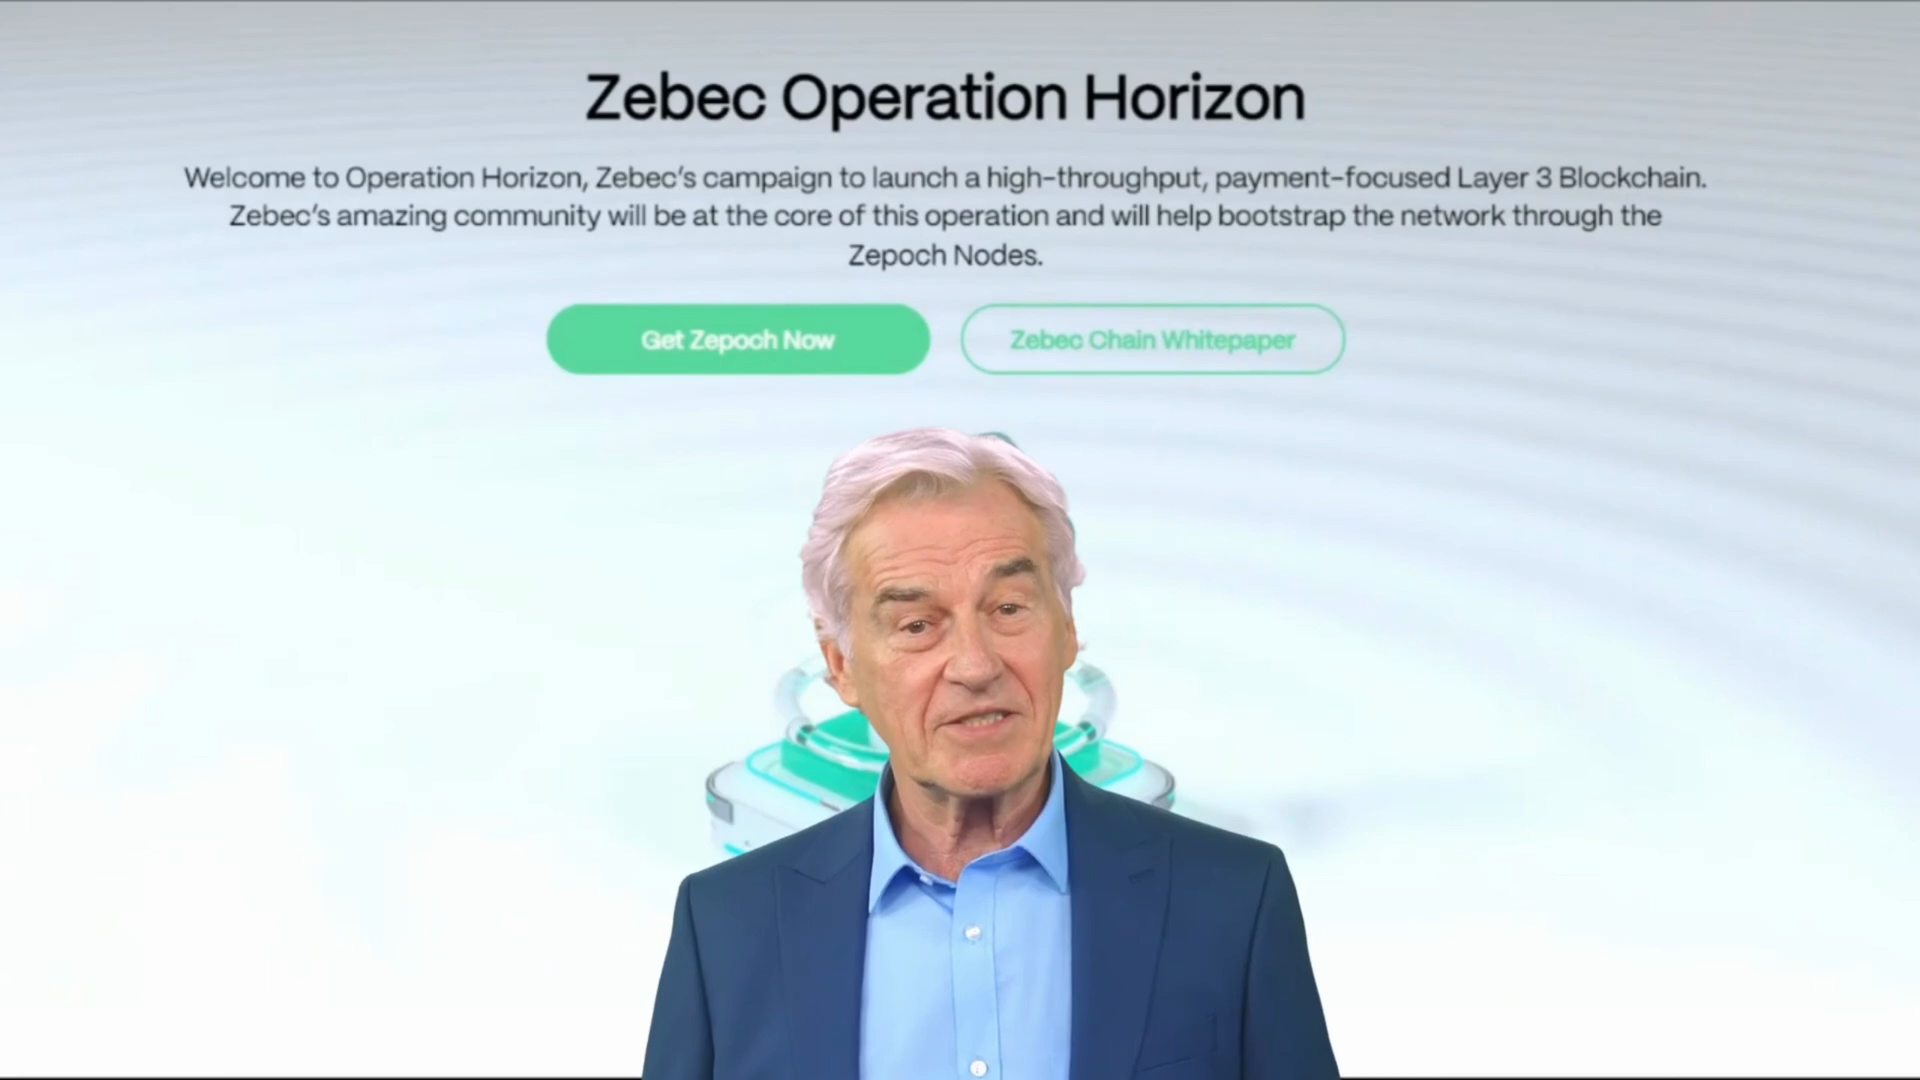 Zebec Operation Horizon
Welcome to Operation Horizon, Zebec's campaign to launch a high-throughput, payment-focused Layer 3 Blockchain.
Zebec's amazing community will be at the core of this operation and will help bootstrap the network through the
Zepoch Nodes.
Get Zepoch Now
Zebec Chain Whitepaper